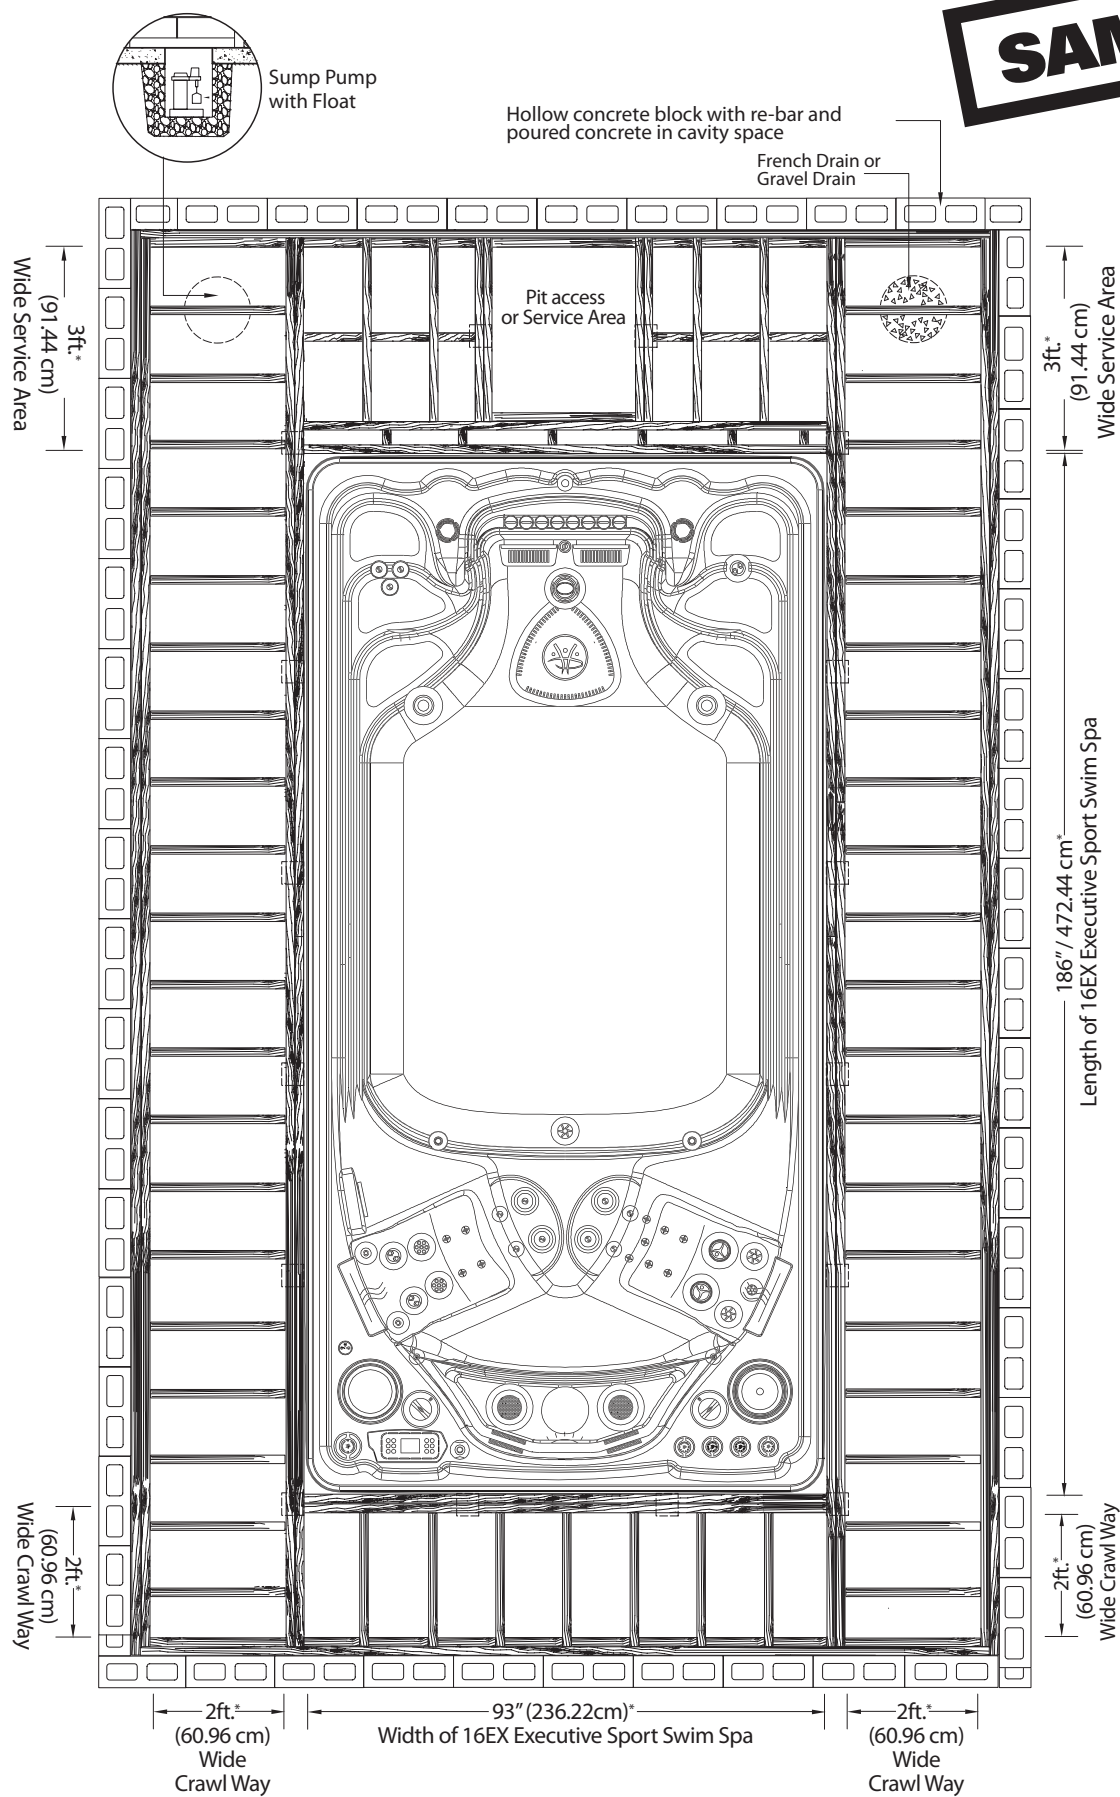 Sump Pump
with Float
Hollow concrete block with re-bar and
poured concrete in cavity space
French Drain or
Gravel Drain
3ft.*
(91.44 cm)
Wide Service Area
Pit access
or Service Area
3ft.*
(91.44 cm)
Wide Service Area
186” / 472.44 cm*
Length of 16EX Executive Sport Swim Spa
2ft.*
(60.96 cm)
Wide Crawl Way
2ft.*
(60.96 cm)
Wide Crawl Way
2ft.*
(60.96 cm)
Wide
Crawl Way
93” (236.22cm)*
Width of 16EX Executive Sport Swim Spa
2ft.*
(60.96 cm)
Wide
Crawl Way